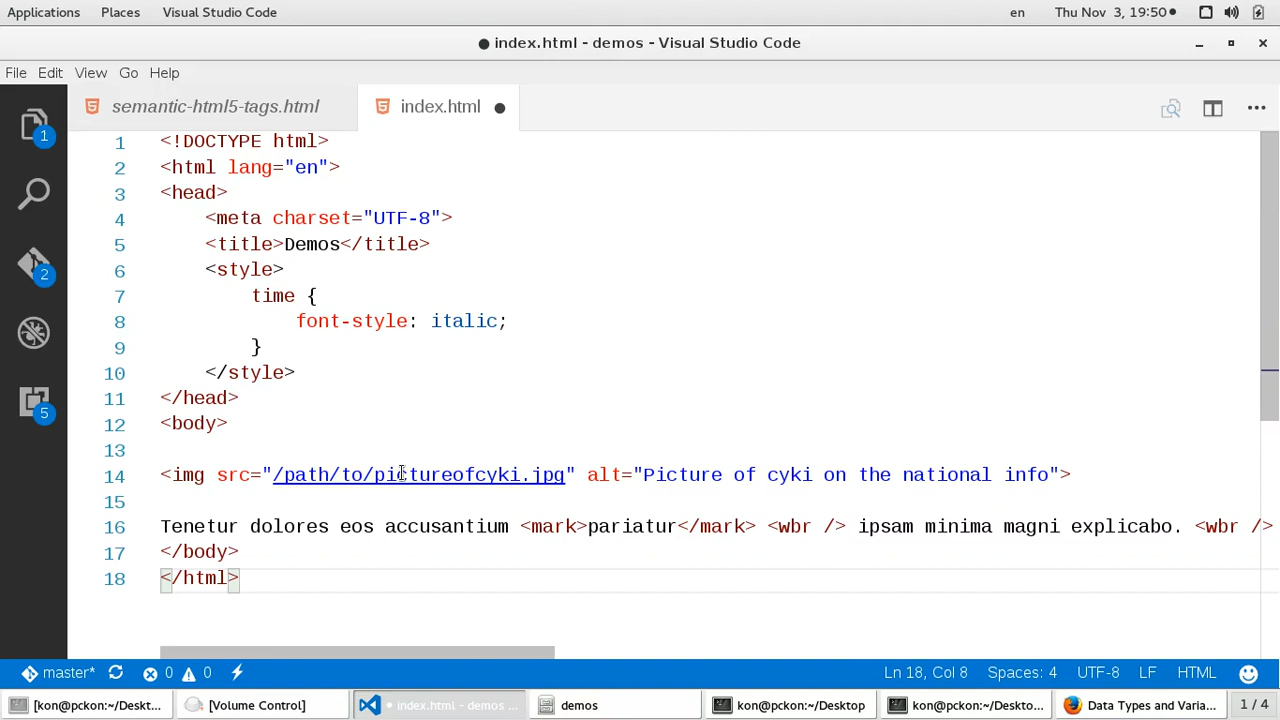 Applications Places Visual Studio Code en Thu Nov 3, 19:50
index.html - demos - Visual Studio Code
File Edit View Go Help
semantic-html5-tags.html index.html
1 <!DOCTYPE html>
2 <html lang="en">
3 <head>
4 <meta charset="UTF-8">
5 <title>Demos</title>
6 <style>
7 time {
8 font-style: italic;
9 }
10 </style>
11 </head>
12 <body>
13
14 <img src="/path/to/pictureofcyki.jpg" alt="Picture of cyki on the national info">
15
16 Tenetur dolores eos accusantium <mark>pariatur</mark> <wbr /> ipsam minima magni explicabo. <wbr />
17 </body>
18 </html>
1
2
5
master* 0 0 Ln 18, Col 8 Spaces: 4 UTF-8 LF HTML
[kon@pckon:~/Deskt... [Volume Control] index.html - demos ... demos kon@pckon:~/Desktop kon@pckon:~/Desktop... Data Types and Varia... 1 / 4